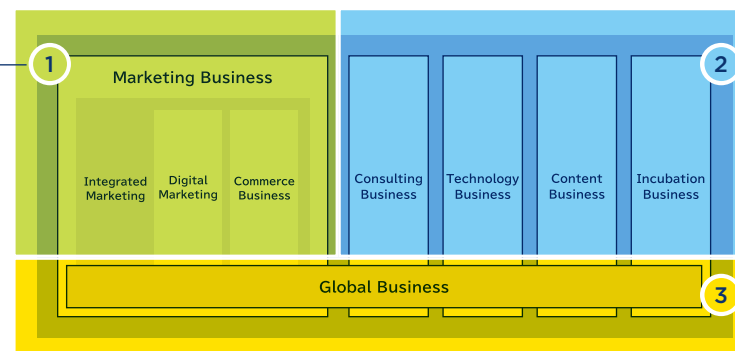 1
Marketing Business
2
Integrated
Marketing
Digital
Marketing
Commerce
Business
Consulting
Business
Technology
Business
Content
Business
Incubation
Business
Global Business
3